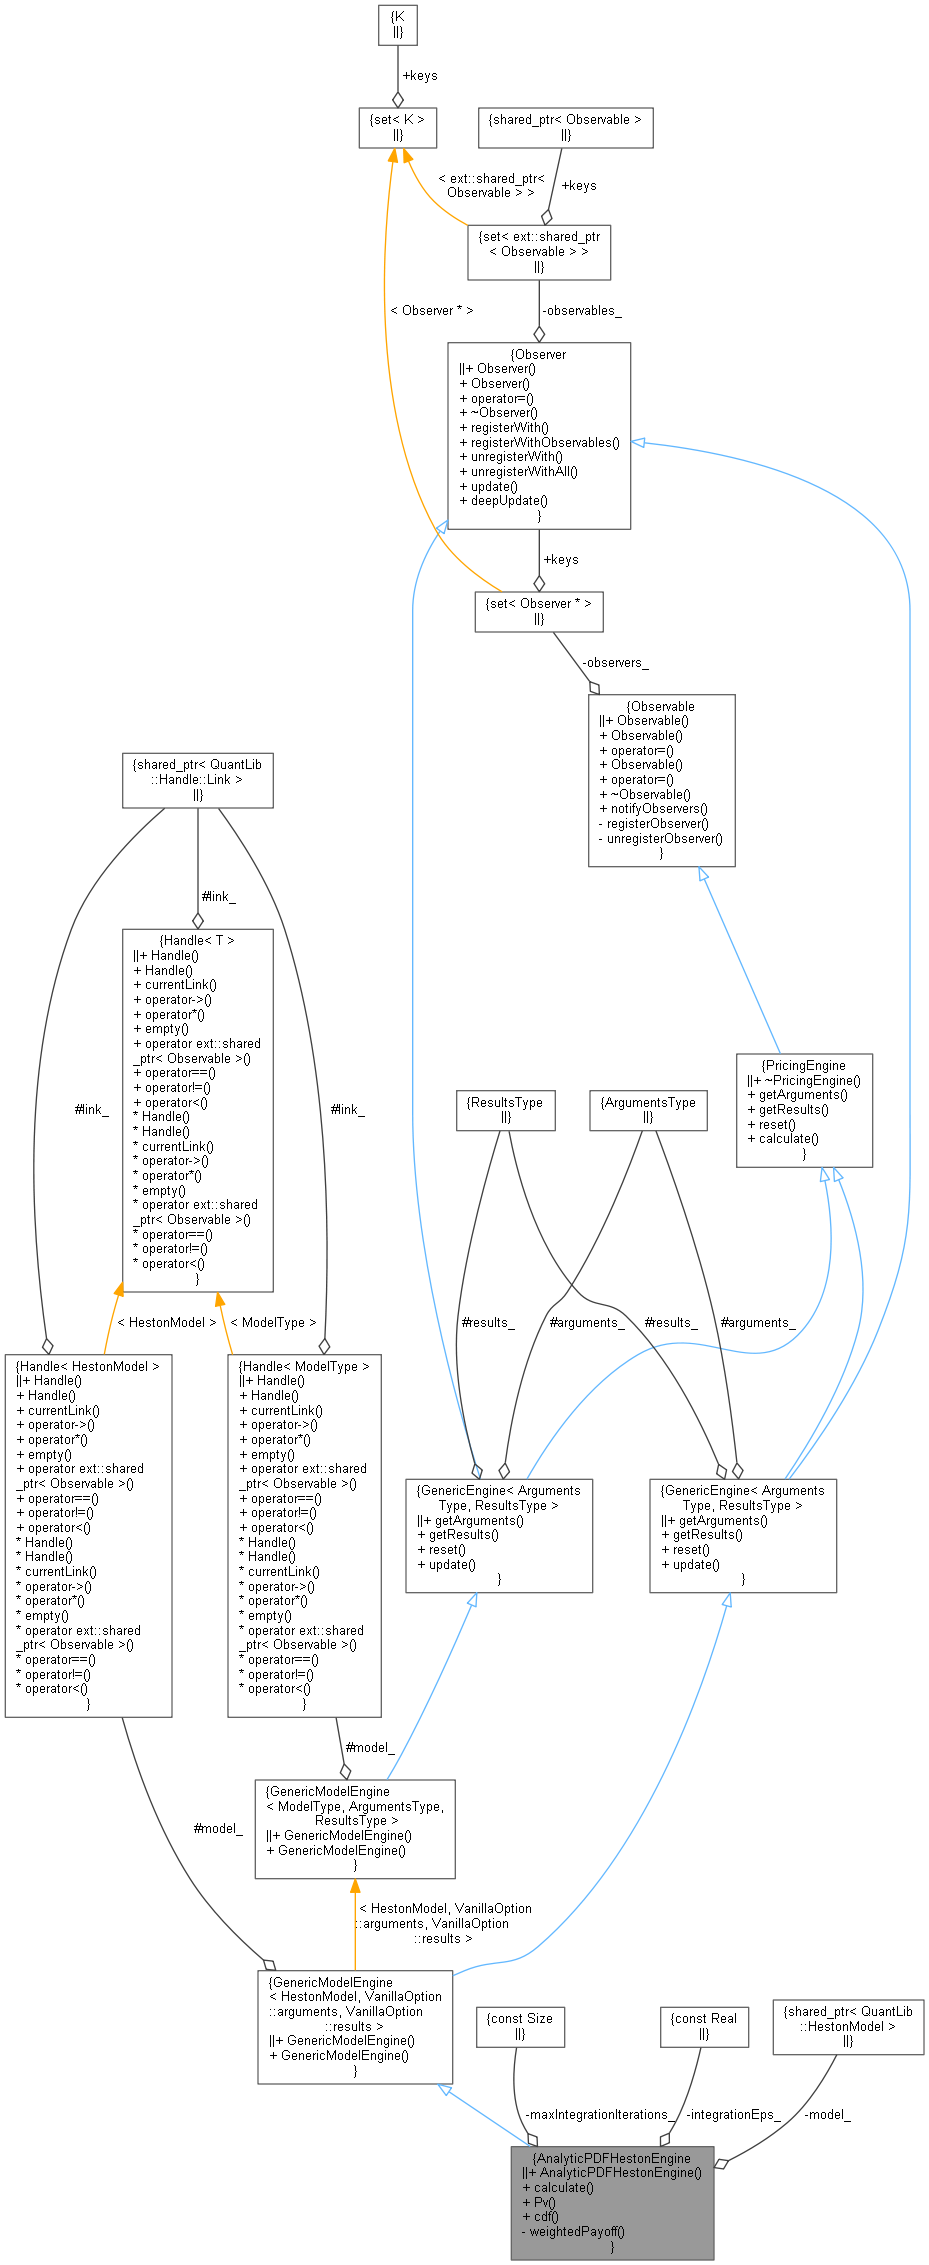 {K
||}
+keys
{set< K >
||}
{shared_ptr< Observable >
||}
< ext::shared_ptr<
Observable > >
+keys
{set< ext::shared_ptr
< Observable > >
||}
< Observer * >
-observables_
{Observer
||+ Observer()
+ Observer()
+ operator=()
+ ~Observer()
+ registerWith()
+ registerWithObservables()
+ unregisterWith()
+ unregisterWithAll()
+ update()
+ deepUpdate()
}
+keys
{set< Observer * >
||}
-observers_
{Observable
||+ Observable()
+ Observable()
+ operator=()
+ Observable()
+ operator=()
+ ~Observable()
+ notifyObservers()
- registerObserver()
- unregisterObserver()
}
{shared_ptr< QuantLib
::Handle::Link >
||}
#link_
{Handle< T >
||+ Handle()
+ Handle()
+ currentLink()
+ operator->()
+ operator*()
+ empty()
+ operator ext::shared
_ptr< Observable >()
+ operator==()
+ operator!=()
+ operator<()
* Handle()
* Handle()
* currentLink()
* operator->()
* operator*()
* empty()
* operator ext::shared
_ptr< Observable >()
* operator==()
* operator!=()
* operator<()
}
#link_
#link_
{PricingEngine
||+ ~PricingEngine()
+ getArguments()
+ getResults()
+ reset()
+ calculate()
}
{ResultsType
||}
{ArgumentsType
||}
< HestonModel >
< ModelType >
#results_
#arguments_
#results_
#arguments_
{Handle< HestonModel >
||+ Handle()
+ Handle()
+ currentLink()
+ operator->()
+ operator*()
+ empty()
+ operator ext::shared
_ptr< Observable >()
+ operator==()
+ operator!=()
+ operator<()
* Handle()
* Handle()
* currentLink()
* operator->()
* operator*()
* empty()
* operator ext::shared
_ptr< Observable >()
* operator==()
* operator!=()
* operator<()
}
{Handle< ModelType >
||+ Handle()
+ Handle()
+ currentLink()
+ operator->()
+ operator*()
+ empty()
+ operator ext::shared
_ptr< Observable >()
+ operator==()
+ operator!=()
+ operator<()
* Handle()
* Handle()
* currentLink()
* operator->()
* operator*()
* empty()
* operator ext::shared
_ptr< Observable >()
* operator==()
* operator!=()
* operator<()
}
{GenericEngine< Arguments
Type, ResultsType >
||+ getArguments()
+ getResults()
+ reset()
+ update()
}
{GenericEngine< Arguments
Type, ResultsType >
||+ getArguments()
+ getResults()
+ reset()
+ update()
}
#model_
{GenericModelEngine
< ModelType, ArgumentsType,
ResultsType >
||+ GenericModelEngine()
+ GenericModelEngine()
}
#model_
< HestonModel, VanillaOption
::arguments, VanillaOption
::results >
{GenericModelEngine
< HestonModel, VanillaOption
::arguments, VanillaOption
::results >
||+ GenericModelEngine()
+ GenericModelEngine()
}
{const Size
||}
{const Real
||}
{shared_ptr< QuantLib
::HestonModel >
||}
-maxIntegrationIterations_
-integrationEps_
-model_
{AnalyticPDFHestonEngine
||+ AnalyticPDFHestonEngine()
+ calculate()
+ Pv()
+ cdf()
- weightedPayoff()
}